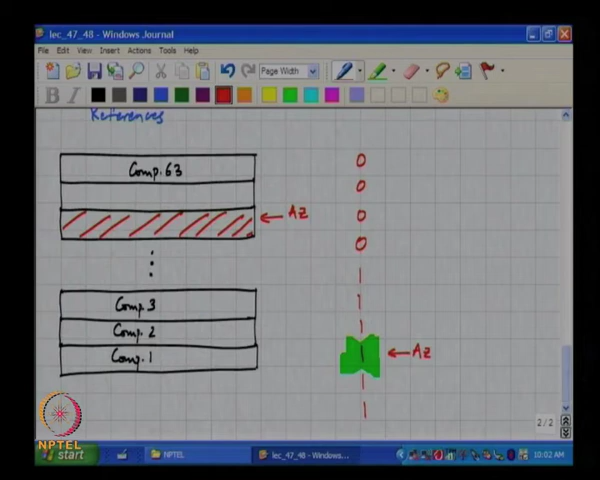 lec_47_48 - Windows Journal
File Edit View Insert Actions Tools Help
Page Width
B I
References
Comp. 63
← Az
⋮
Comp. 3
Comp. 2
Comp. 1
0
0
0
0
1
1
1
1
← Az
1
1
2/2
NPTEL
start
NPTEL
lec_47_48 - Windows...
10:02 AM